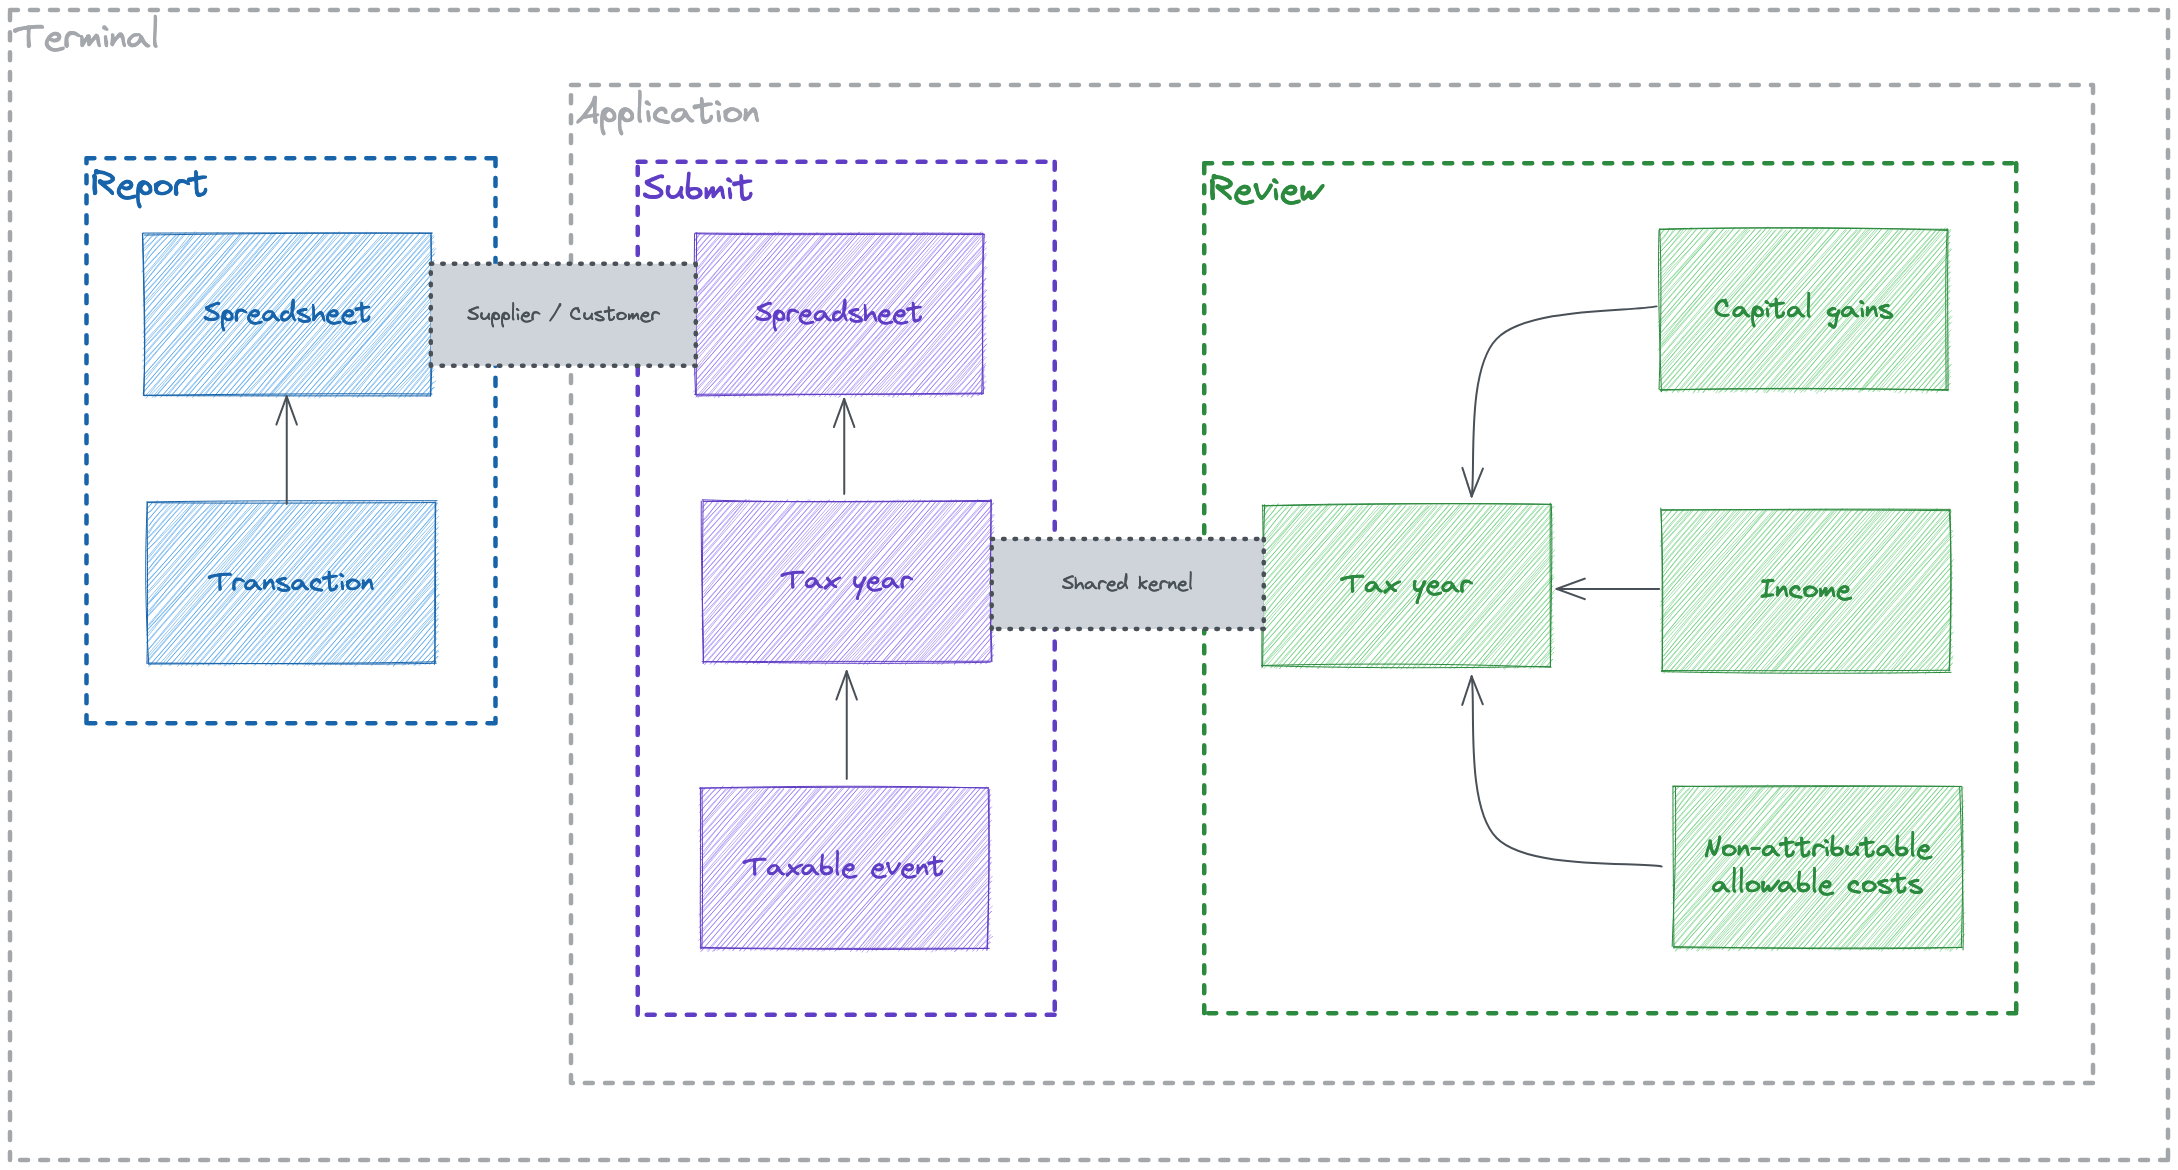 Terminal
Application
Report
Submit
Review
Spreadsheet
Supplier / Customer
Spreadsheet
Capital gains
Transaction
Tax year
Shared kernel
Tax year
Income
Taxable event
Non-attributable
allowable costs